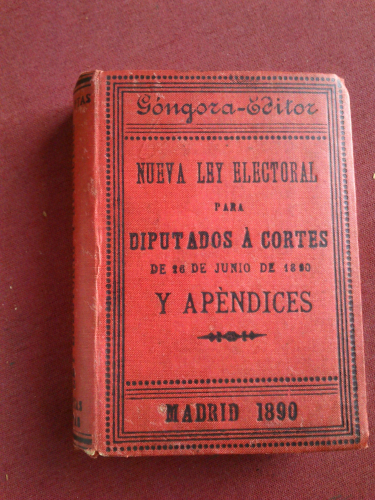 Góngora-Editor
NUEVA LEY ELECTORAL
PARA
DIPUTADOS À CORTES
DE 26 DE JUNIO DE 1890
Y APÈNDICES
MADRID 1890